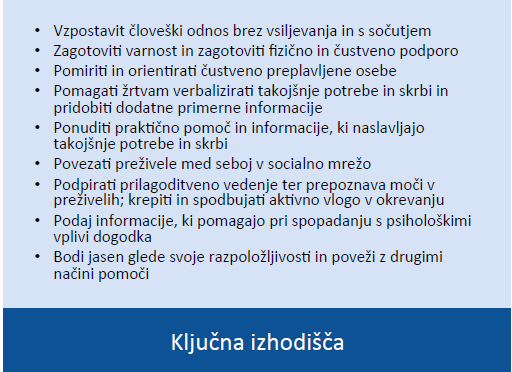 • Vzpostavit človeški odnos brez vsiljevanja in s sočutjem
• Zagotoviti varnost in zagotoviti fizično in čustveno podporo
• Pomiriti in orientirati čustveno preplavljene osebe
• Pomagati žrtvam verbalizirati takojšnje potrebe in skrbi in
pridobiti dodatne primerne informacije
• Ponuditi praktično pomoč in informacije, ki naslavljajo
takojšnje potrebe in skrbi
• Povezati preživele med seboj v socialno mrežo
• Podpirati prilagoditveno vedenje ter prepoznava moči v
preživelih; krepiti in spodbujati aktivno vlogo v okrevanju
• Podaj informacije, ki pomagajo pri spopadanju s psihološkimi
vplivi dogodka
• Bodi jasen glede svoje razpoložljivosti in poveži z drugimi
načini pomoči
Ključna izhodišča